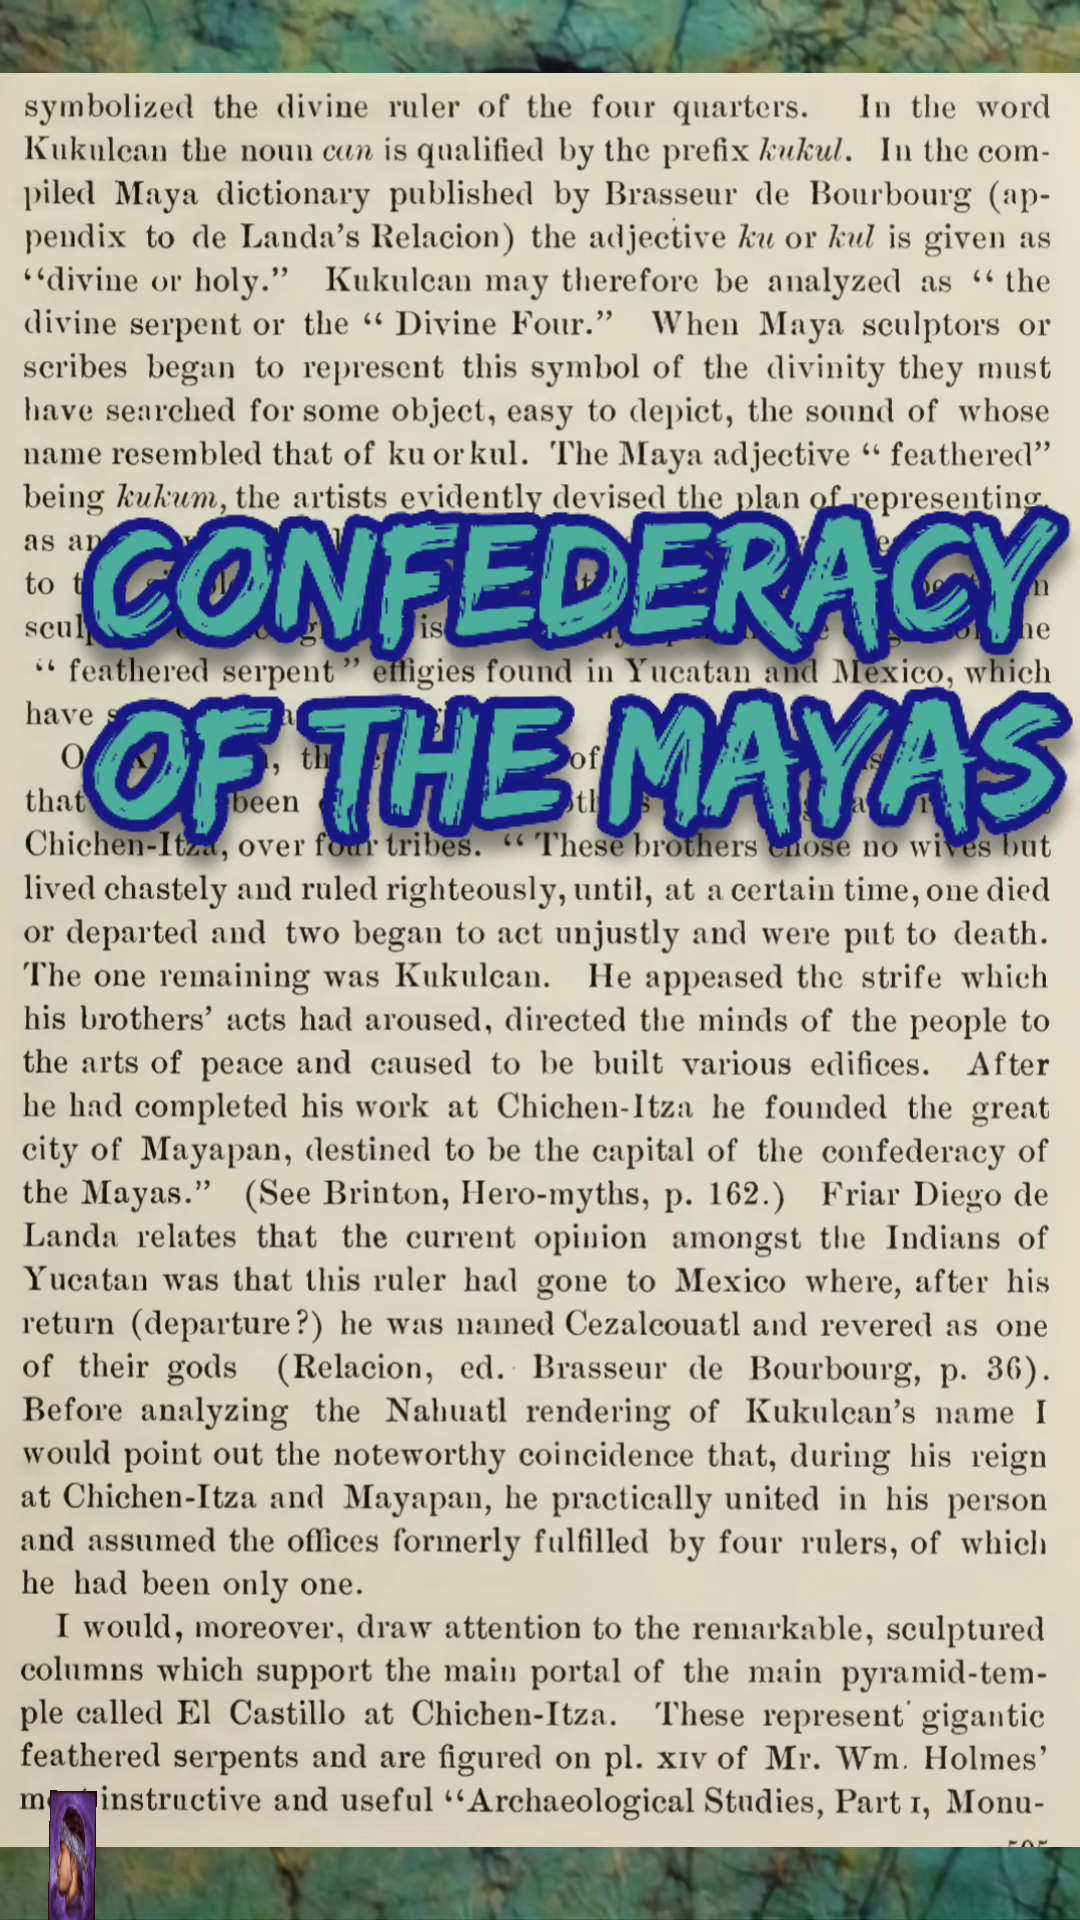 symbolized the divine ruler of the four quarters. In the word
Kukulcan the noun can is qualified by the prefix kukul. In the com-
piled Maya dictionary published by Brasseur de Bourbourg (ap-
pendix to de Landa's Relacion) the adjective ku or kul is given as
“divine or holy.” Kukulcan may therefore be analyzed as “ the
divine serpent or the “ Divine Four.” When Maya sculptors or
scribes began to represent this symbol of the divinity they must
have searched for some object, easy to depict, the sound of whose
name resembled that of ku or kul. The Maya adjective “ feathered”
being kukum, the artists evidently devised the plan of representing,
as
to
CONFEDERACY
“ feathered serpent ” effigies found in Yucatan and Mexico, which
have
OF THE MAYAS
that been
Chichen-Itza, over four tribes. “ These brothers chose no wives but
lived chastely and ruled righteously, until, at a certain time, one died
or departed and two began to act unjustly and were put to death.
The one remaining was Kukulcan. He appeased the strife which
his brothers' acts had aroused, directed the minds of the people to
the arts of peace and caused to be built various edifices. After
he had completed his work at Chichen-Itza he founded the great
city of Mayapan, destined to be the capital of the confederacy of
the Mayas.” (See Brinton, Hero-myths, p. 162.) Friar Diego de
Landa relates that the current opinion amongst the Indians of
Yucatan was that this ruler had gone to Mexico where, after his
return (departure?) he was named Cezalcouatl and revered as one
of their gods (Relacion, ed. Brasseur de Bourbourg, p. 36).
Before analyzing the Nahuatl rendering of Kukulcan's name I
would point out the noteworthy coincidence that, during his reign
at Chichen-Itza and Mayapan, he practically united in his person
and assumed the offices formerly fulfilled by four rulers, of which
he had been only one.
I would, moreover, draw attention to the remarkable, sculptured
columns which support the main portal of the main pyramid-tem-
ple called El Castillo at Chichen-Itza. These represent gigantic
feathered serpents and are figured on pl. XIV of Mr. Wm. Holmes'
instructive and useful “Archaeological Studies, Part I, Monu-